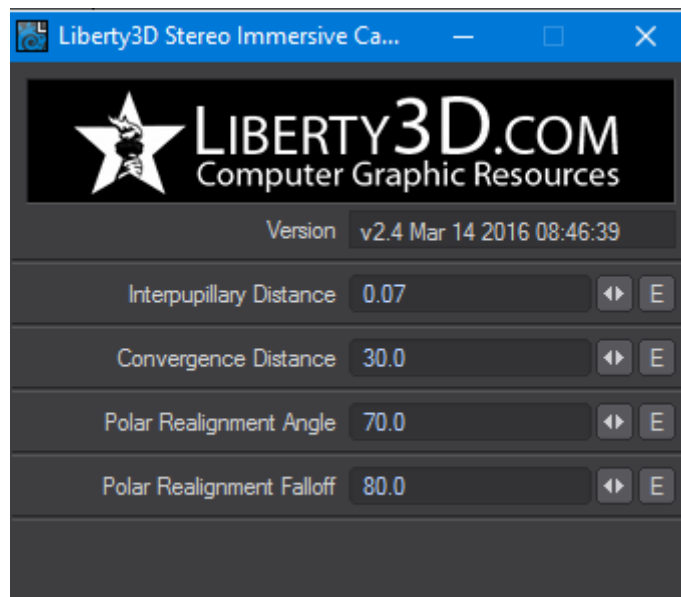 Liberty3D Stereo Immersive Ca...
LIBERTY3D.COM
Computer Graphic Resources
Version v2.4 Mar 14 2016 08:46:39
Interpupillary Distance 0.07 E
Convergence Distance 30.0 E
Polar Realignment Angle 70.0 E
Polar Realignment Falloff 80.0 E